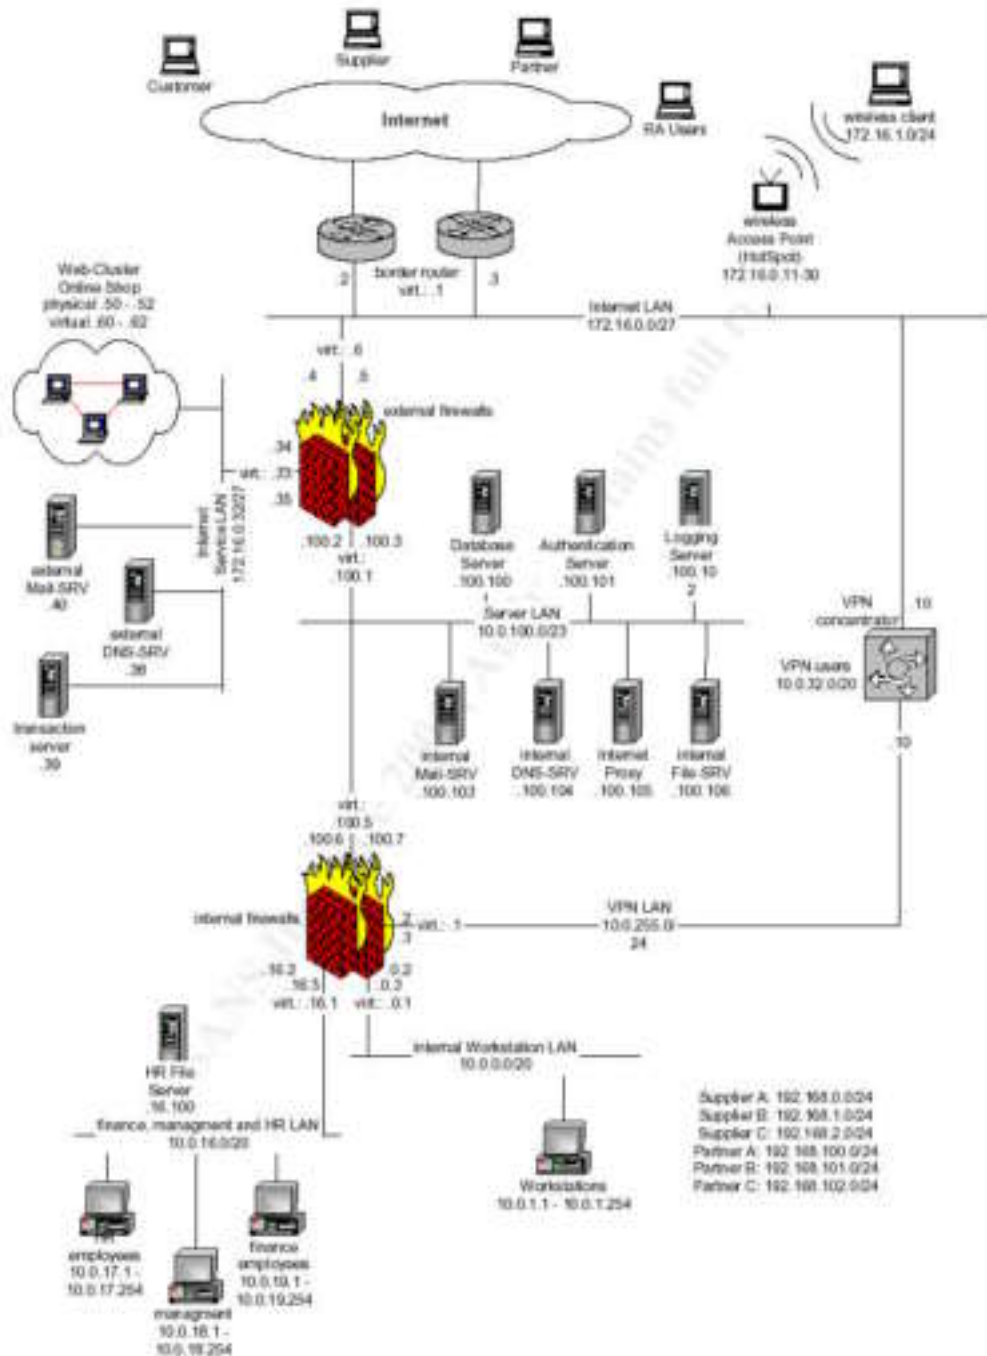 Customer
Supplier
Partner
Internet
RA Users
wireless client
172.16.1.0/24
wireless
Access Point
(HotSpot)
172.16.0.11-30
border router
virt.: .1
.2
.3
Web-Cluster
Online Shop
physical .50 - .52
virtual .60 - .62
Internet LAN
172.16.0.0/27
virt.: .6
.4
.5
external firewalls
.34
virt.: .33
.35
Internet
Service LAN
172.16.0.32/27
.100.2
.100.3
virt.:
.100.1
external
Mail-SRV
.40
external
DNS-SRV
.38
transaction
server
.39
Database
Server
.100.100
Authentication
Server
.100.101
Logging
Server
.100.10
2
Server LAN
10.0.100.0/23
VPN
concentrator
.10
VPN-users
10.0.32.0/20
.10
internal
Mail-SRV
.100.103
internal
DNS-SRV
.100.104
Internet
Proxy
.100.105
internal
File-SRV
.100.106
virt.:
.100.5
.100.6
.100.7
internal firewalls
.2
virt.: .1
.3
VPN LAN
10.0.255.0/
24
.16.2
.16.3
virt.: .16.1
.0.2
.0.3
virt.: .0.1
HR File
Server
.16.100
internal Workstation LAN
10.0.0.0/20
finance, managment and HR LAN
10.0.16.0/20
Workstations
10.0.1.1 - 10.0.1.254
Supplier A: 192.168.0.0/24
Supplier B: 192.168.1.0/24
Supplier C: 192.168.2.0/24
Partner A: 192.168.100.0/24
Partner B: 192.168.101.0/24
Partner C: 192.168.102.0/24
HR
employees
10.0.17.1 -
10.0.17.254
managment
10.0.18.1 -
10.0.18.254
finance
employees
10.0.19.1 -
10.0.19.254